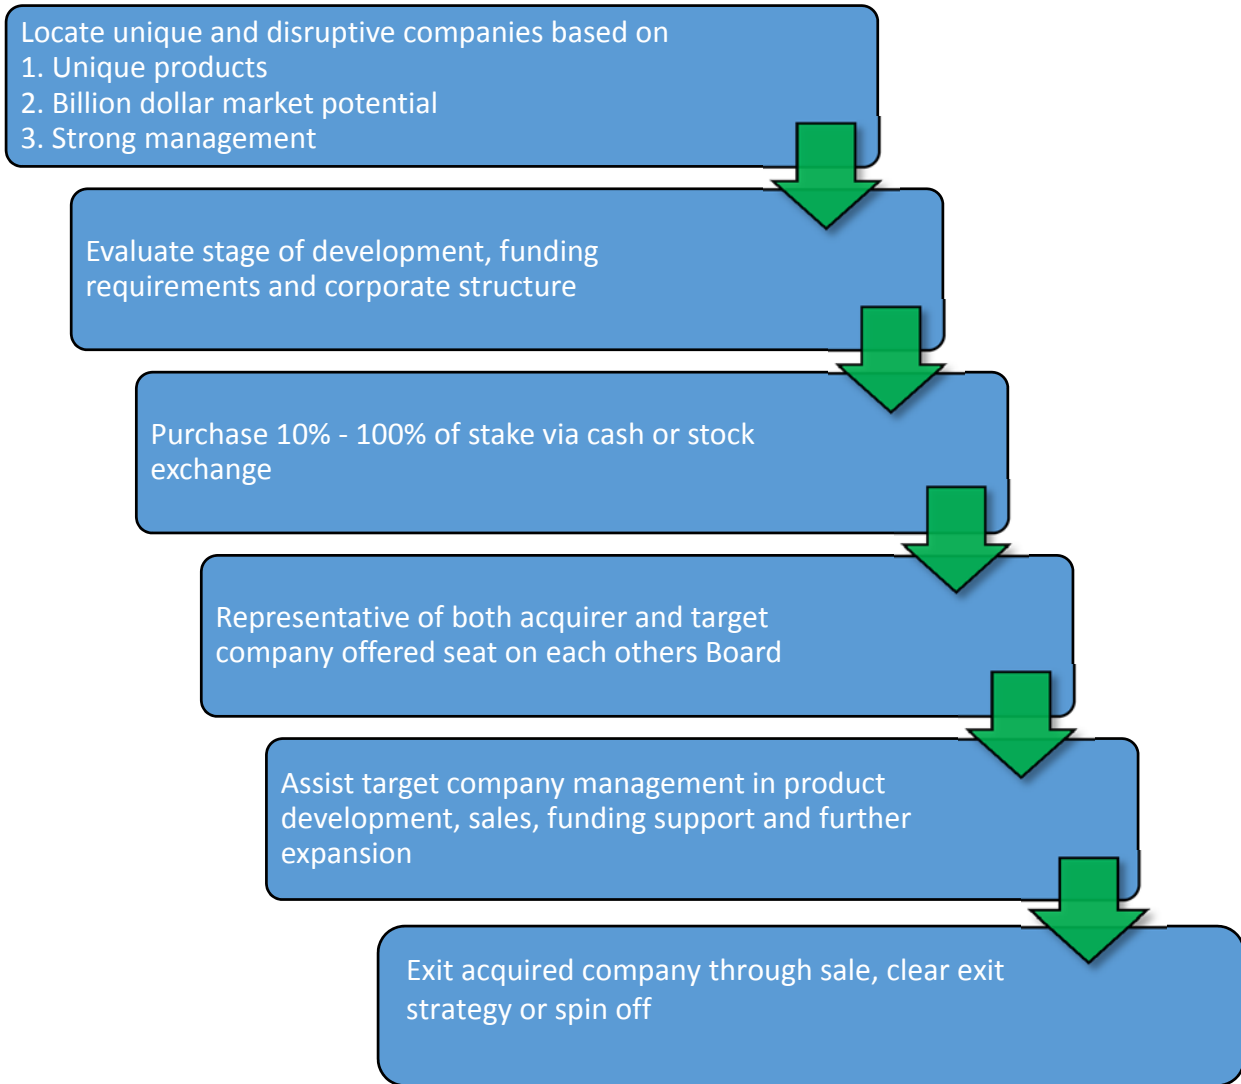 Locate unique and disruptive companies based on
1. Unique products
2. Billion dollar market potential
3. Strong management
Evaluate stage of development, funding
requirements and corporate structure
Purchase 10% - 100% of stake via cash or stock
exchange
Representative of both acquirer and target
company offered seat on each others Board
Assist target company management in product
development, sales, funding support and further
expansion
Exit acquired company through sale, clear exit
strategy or spin off